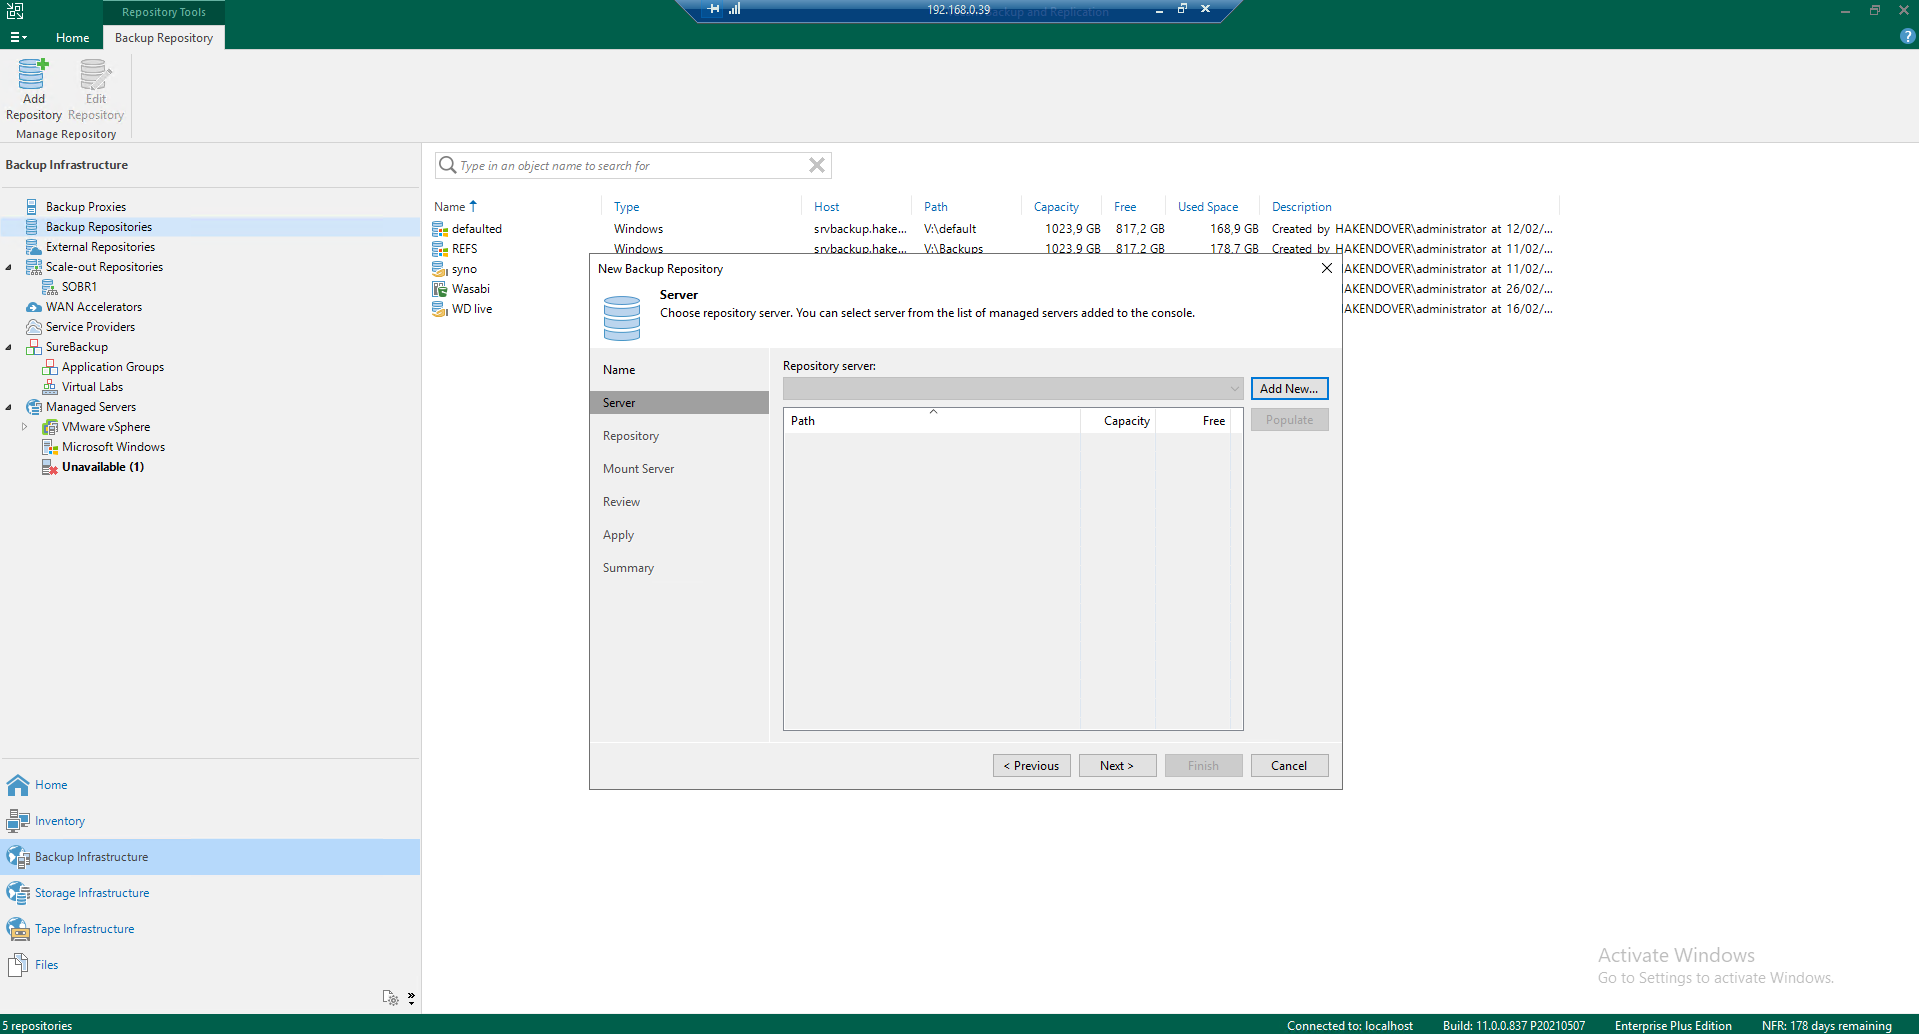 Repository Tools
192.168.0.39
Backup and Replication
Home
Backup Repository
Add Repository
Edit Repository
Manage Repository
Backup Infrastructure
Backup Proxies
Backup Repositories
External Repositories
Scale-out Repositories
SOBR1
WAN Accelerators
Service Providers
SureBackup
Application Groups
Virtual Labs
Managed Servers
VMware vSphere
Microsoft Windows
Unavailable (1)
Home
Inventory
Backup Infrastructure
Storage Infrastructure
Tape Infrastructure
Files
Type in an object name to search for
Name Type Host Path Capacity Free Used Space Description
defaulted Windows srvbackup.hake... V:\default 1023,9 GB 817,2 GB 168,9 GB Created by HAKENDOVER\administrator at 12/02/...
REFS Windows srvbackup.hake... V:\Backups 1023,9 GB 817,2 GB 178,7 GB Created by HAKENDOVER\administrator at 11/02/...
syno AKENDOVER\administrator at 11/02/...
Wasabi AKENDOVER\administrator at 26/02/...
WD live AKENDOVER\administrator at 16/02/...
New Backup Repository
Server
Choose repository server. You can select server from the list of managed servers added to the console.
Name
Server
Repository
Mount Server
Review
Apply
Summary
Repository server:
Add New...
Path Capacity Free
Populate
< Previous Next > Finish Cancel
Activate Windows
Go to Settings to activate Windows.
5 repositories
Connected to: localhost Build: 11.0.0.837 P20210507 Enterprise Plus Edition NFR: 178 days remaining